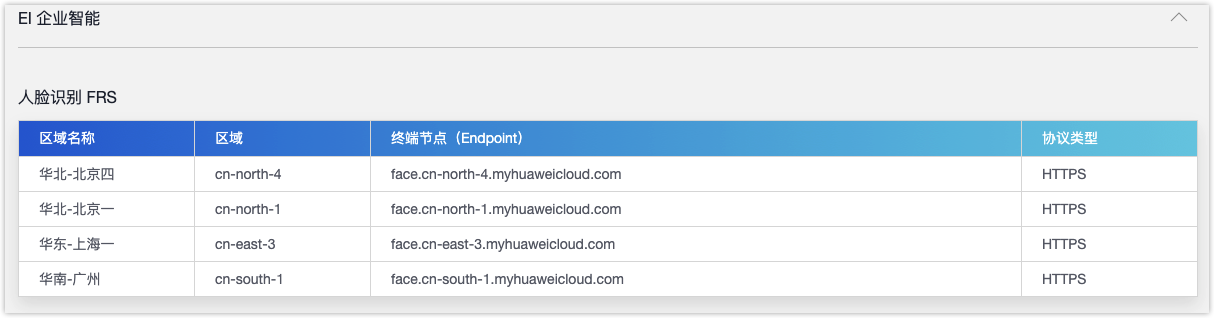 EI 企业智能
人脸识别 FRS
区域名称 区域 终端节点（Endpoint） 协议类型
华北-北京四 cn-north-4 face.cn-north-4.myhuaweicloud.com HTTPS
华北-北京一 cn-north-1 face.cn-north-1.myhuaweicloud.com HTTPS
华东-上海一 cn-east-3 face.cn-east-3.myhuaweicloud.com HTTPS
华南-广州 cn-south-1 face.cn-south-1.myhuaweicloud.com HTTPS